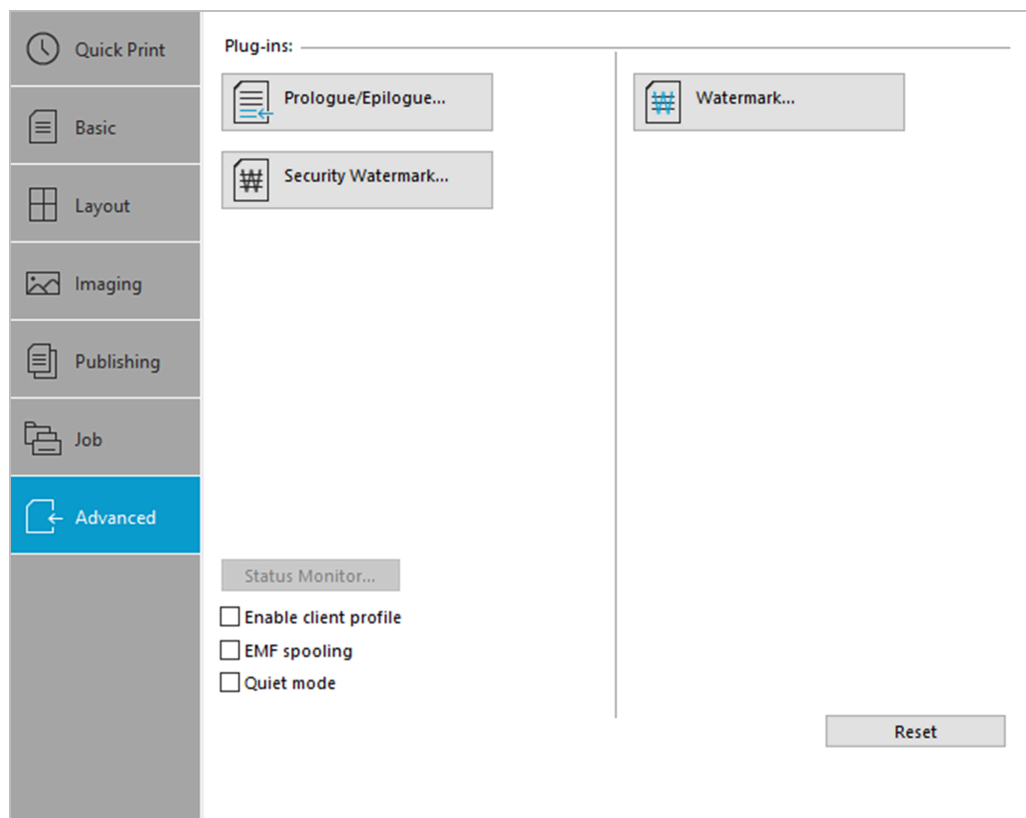 Quick Print
Basic
Layout
Imaging
Publishing
Job
Advanced
Plug-ins:
Prologue/Epilogue...
Watermark...
Security Watermark...
Status Monitor...
Enable client profile
EMF spooling
Quiet mode
Reset